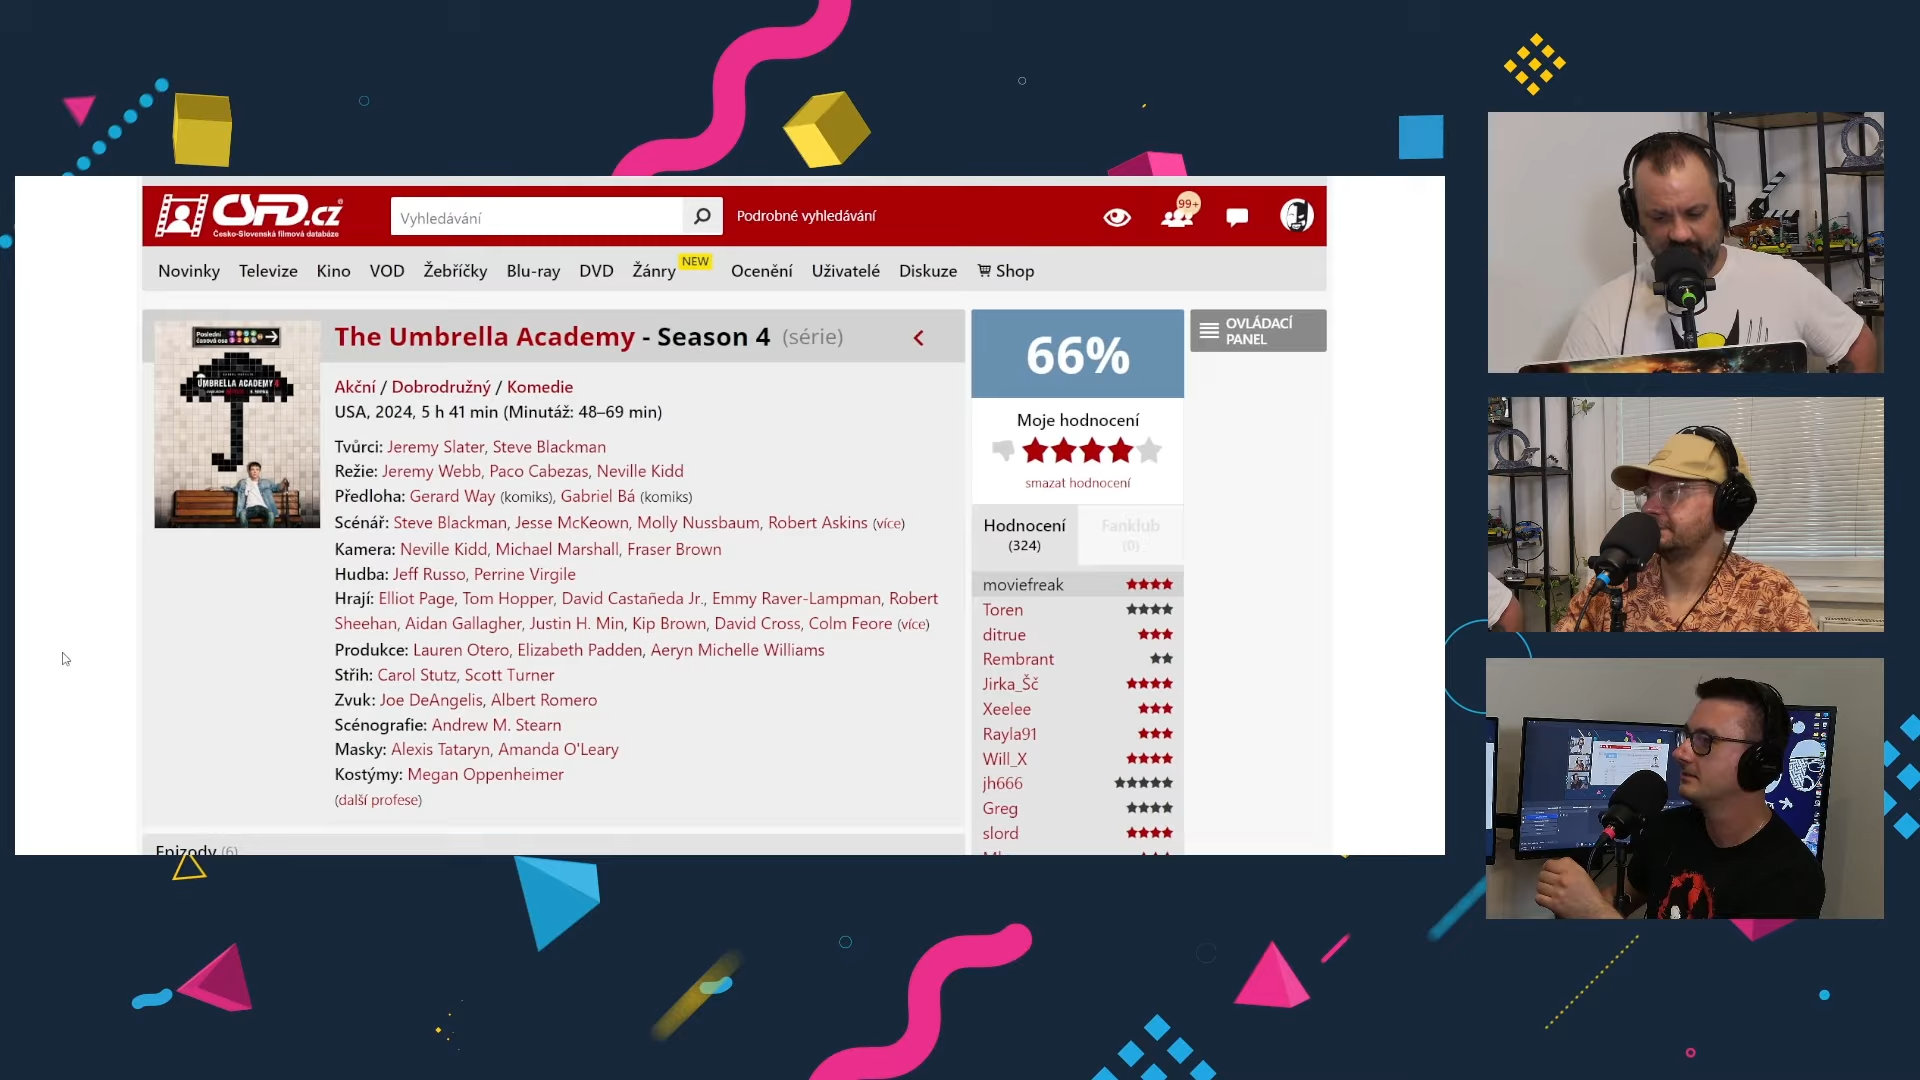 ČSFD.cz
Česko-Slovenská filmová databáze
Vyhledávání
Podrobné vyhledávání
99+
Novinky
Televize
Kino
VOD
Žebříčky
Blu-ray
DVD
Žánry
NEW
Ocenění
Uživatelé
Diskuze
Shop
Poslední
časová osa
UMBRELLA ACADEMY 4
The Umbrella Academy - Season 4 (série)
Akční / Dobrodružný / Komedie
USA, 2024, 5 h 41 min (Minutáž: 48–69 min)
Tvůrci: Jeremy Slater, Steve Blackman
Režie: Jeremy Webb, Paco Cabezas, Neville Kidd
Předloha: Gerard Way (komiks), Gabriel Bá (komiks)
Scénář: Steve Blackman, Jesse McKeown, Molly Nussbaum, Robert Askins (více)
Kamera: Neville Kidd, Michael Marshall, Fraser Brown
Hudba: Jeff Russo, Perrine Virgile
Hrají: Elliot Page, Tom Hopper, David Castañeda Jr., Emmy Raver-Lampman, Robert
Sheehan, Aidan Gallagher, Justin H. Min, Kip Brown, David Cross, Colm Feore (více)
Produkce: Lauren Otero, Elizabeth Padden, Aeryn Michelle Williams
Střih: Carol Stutz, Scott Turner
Zvuk: Joe DeAngelis, Albert Romero
Scénografie: Andrew M. Stearn
Masky: Alexis Tataryn, Amanda O'Leary
Kostýmy: Megan Oppenheimer
(další profese)
Epizody (6)
66%
Moje hodnocení
smazat hodnocení
Hodnocení
(324)
Fanklub
(0)
moviefreak
Toren
ditrue
Rembrant
Jirka_Šč
Xeelee
Rayla91
Will_X
jh666
Greg
slord
OVLÁDACÍ
PANEL